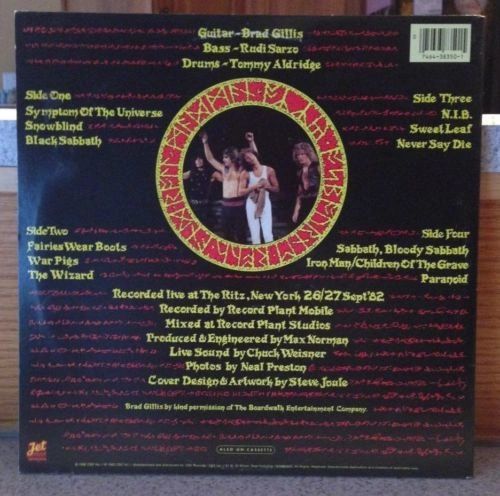 Guitar-Brad Gillis
Bass-Rudi Sarzo
Drums-Tommy Aldridge
7464-38350-1
Side One
Symptom Of The Universe
Snowblind
Black Sabbath
Side Three
N.I.B.
Sweet Leaf
Never Say Die
Side Two
Fairies Wear Boots
War Pigs
The Wizard
Side Four
Sabbath, Bloody Sabbath
Iron Man/Children Of The Grave
Paranoid
Recorded live at The Ritz, New York 26/27 Sept '82
Recorded by Record Plant Mobile
Mixed at Record Plant Studios
Produced & Engineered by Max Norman
Live Sound by Chuck Weisner
Photos by Neal Preston
Cover Design & Artwork by Steve Joule
Brad Gillis by kind permission of The Boardwalk Entertainment Company.
Jet
ALSO ON CASSETTE